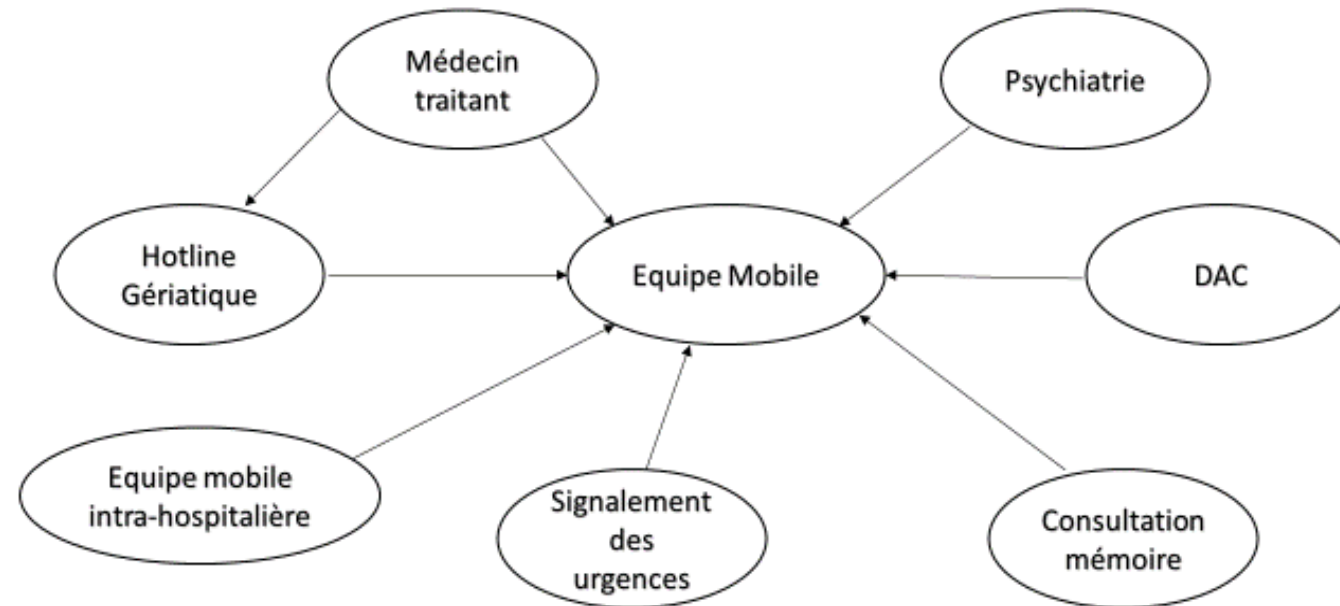 Médecin
traitant
Psychiatrie
Hotline
Gériatique
Equipe Mobile
DAC
Equipe mobile
intra-hospitalière
Signalement
des
urgences
Consultation
mémoire